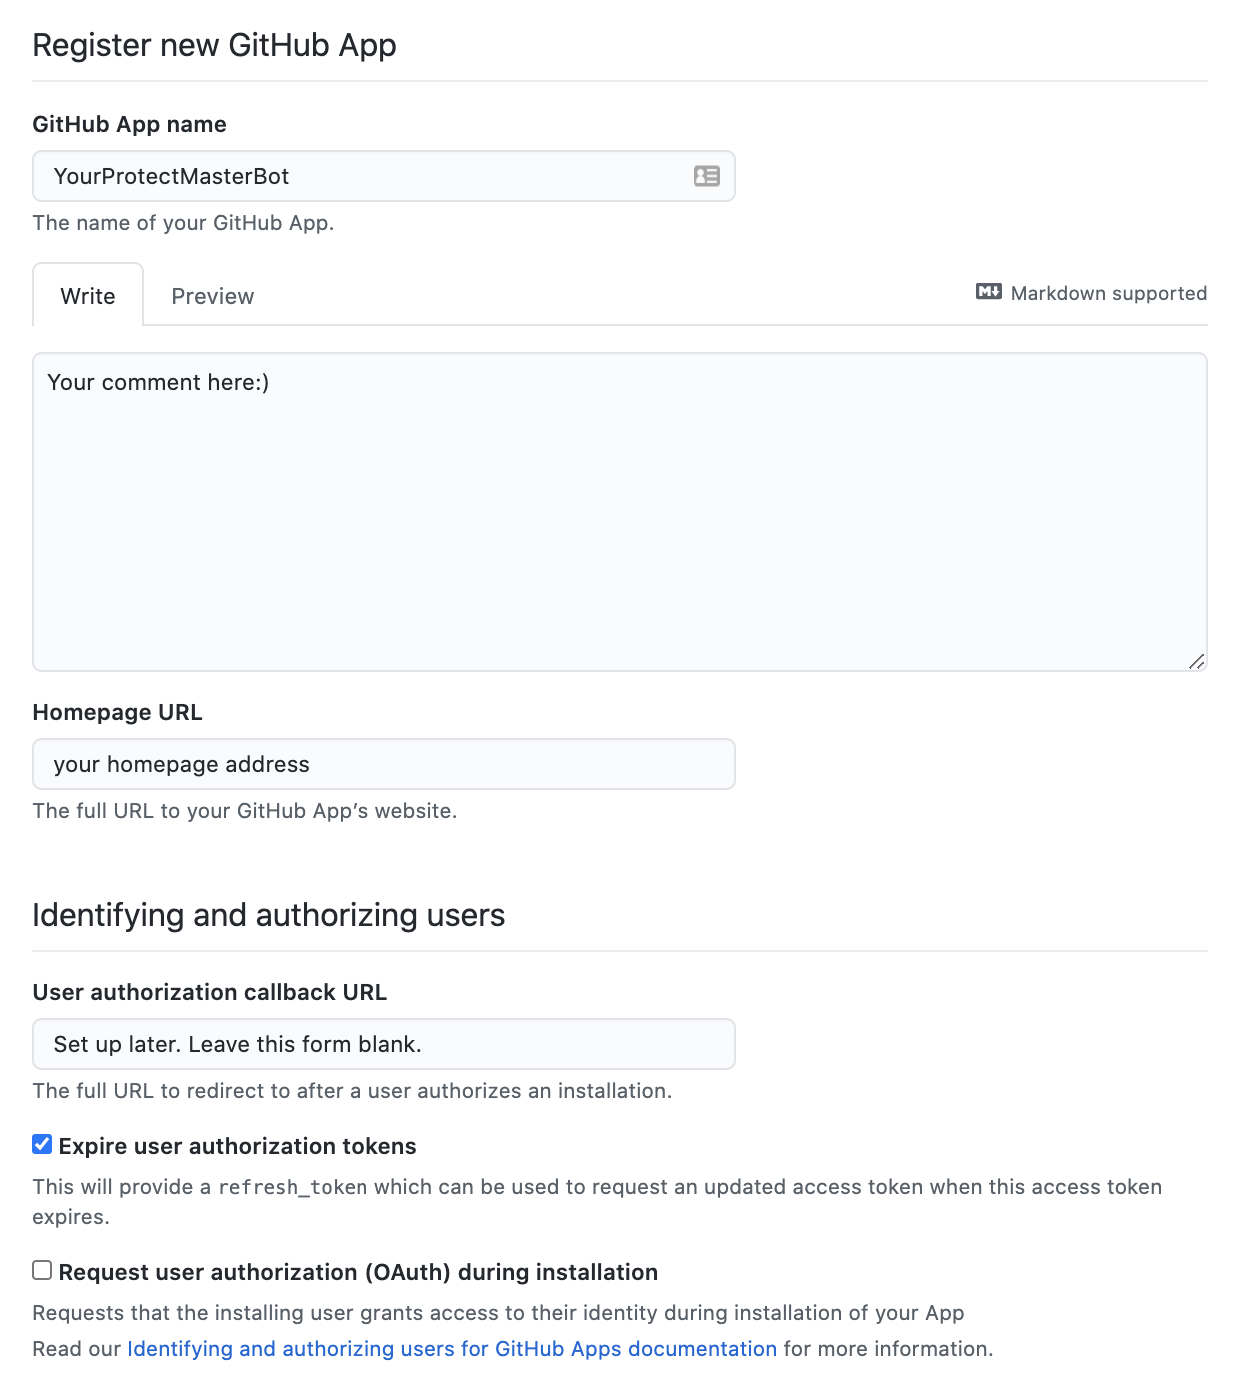 Register new GitHub App
GitHub App name
YourProtectMasterBot
The name of your GitHub App.
Write Preview M↓ Markdown supported
Your comment here:)
Homepage URL
your homepage address
The full URL to your GitHub App’s website.
Identifying and authorizing users
User authorization callback URL
Set up later. Leave this form blank.
The full URL to redirect to after a user authorizes an installation.
Expire user authorization tokens
This will provide a refresh_token which can be used to request an updated access token when this access token
expires.
Request user authorization (OAuth) during installation
Requests that the installing user grants access to their identity during installation of your App
Read our Identifying and authorizing users for GitHub Apps documentation for more information.